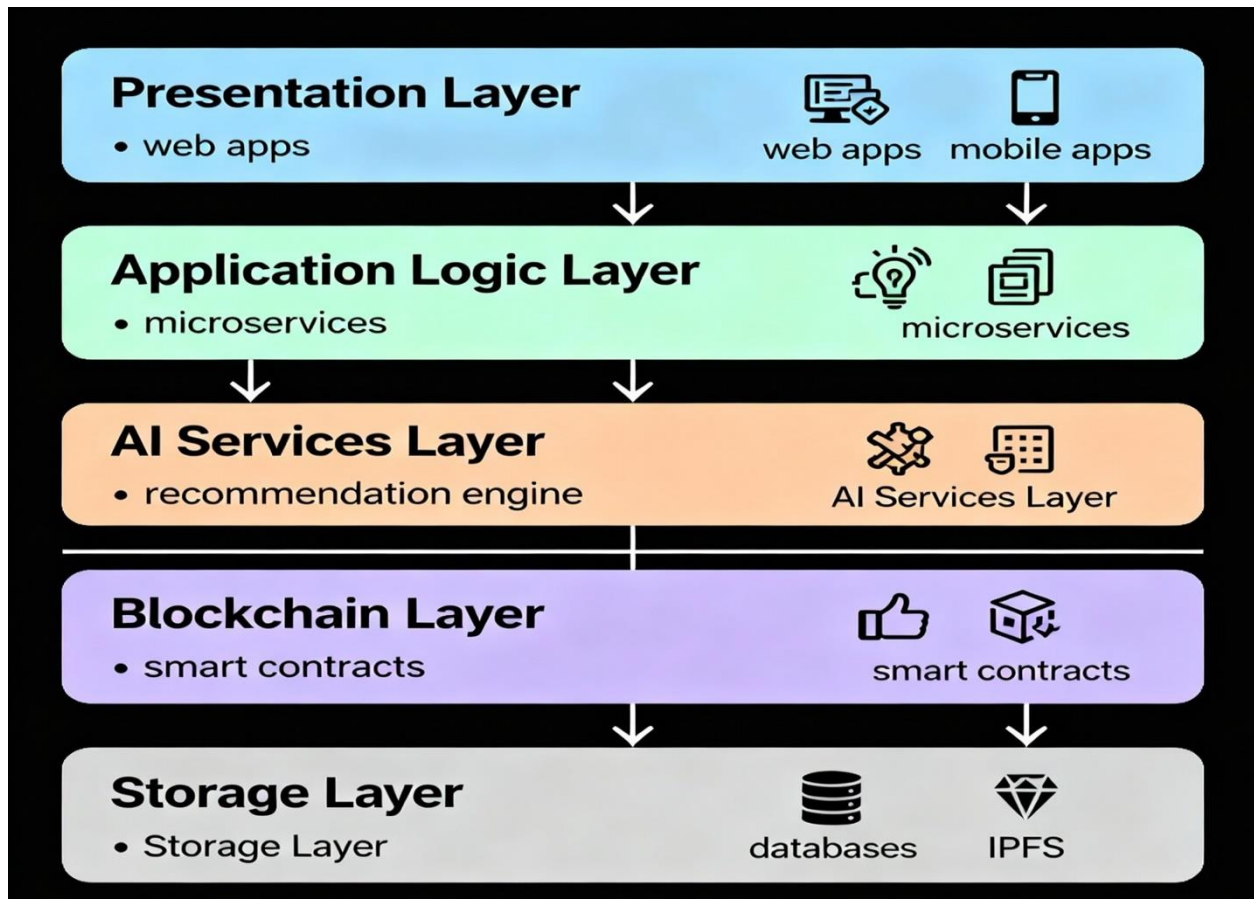 Presentation Layer
• web apps
web apps
mobile apps
Application Logic Layer
• microservices
microservices
AI Services Layer
• recommendation engine
AI Services Layer
Blockchain Layer
• smart contracts
smart contracts
Storage Layer
• Storage Layer
databases
IPFS